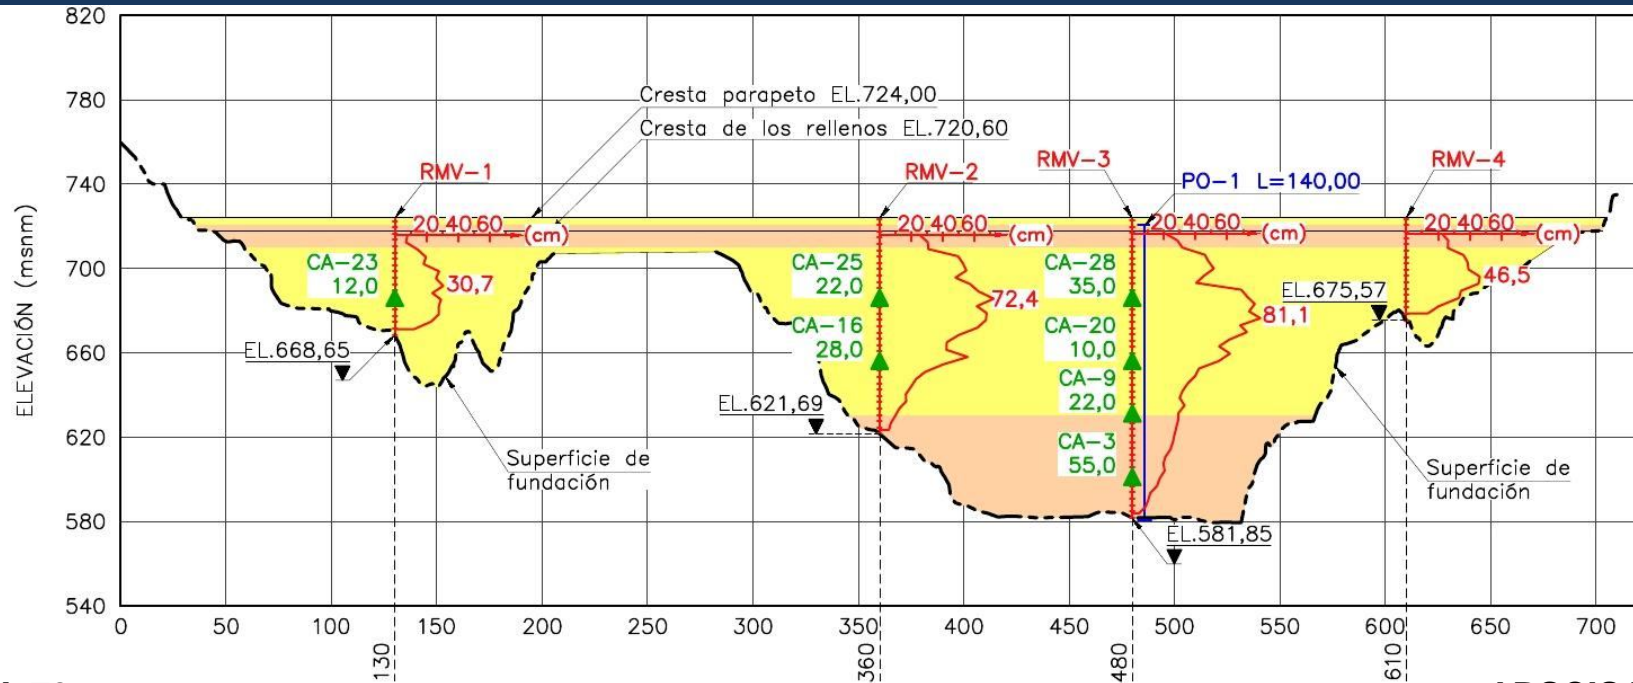 820
780
740
700
660
620
580
540
ELEVACIÓN (msnm)
Cresta parapeto EL.724,00
Cresta de los rellenos EL.720,60
RMV-1
RMV-2
RMV-3
RMV-4
PO-1 L=140,00
20 40 60 (cm)
20 40 60 (cm)
20 40 60 (cm)
20 40 60 (cm)
CA-23
12,0
30,7
CA-25
22,0
72,4
CA-28
35,0
81,1
EL.675,57
46,5
CA-16
28,0
CA-20
10,0
EL.668,65
CA-9
22,0
EL.621,69
CA-3
55,0
Superficie de
fundación
Superficie de
fundación
EL.581,85
0 50 100 150 200 250 300 350 400 450 500 550 600 650 700
130
360
480
610